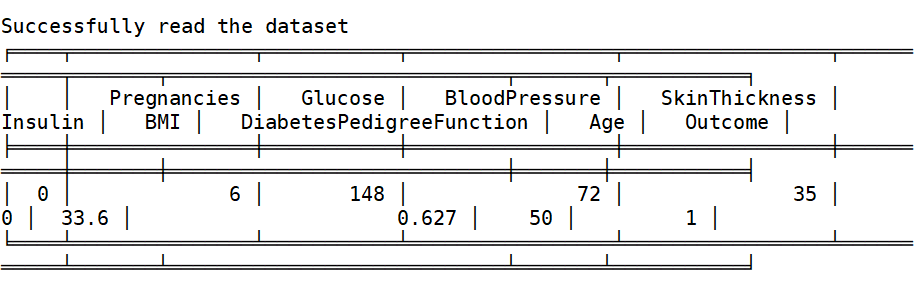 Successfully read the dataset
╒════╤═══════════════╤═══════════╤═════════════════╤═════════════════╤══════
═════╤═══════╤════════════════════════════╤═══════╤═══════════╕
│    │   Pregnancies │   Glucose │   BloodPressure │   SkinThickness │
Insulin │   BMI │   DiabetesPedigreeFunction │   Age │   Outcome │
╞════╪═══════════════╪═══════════╪═════════════════╪═════════════════╪══════
═════╪═══════╪════════════════════════════╪═══════╪═══════════╡
│  0 │             6 │       148 │              72 │              35 │
0 │  33.6 │                      0.627 │    50 │         1 │
╘════╧═══════════════╧═══════════╧═════════════════╧═════════════════╧══════
═════╧═══════╧════════════════════════════╧═══════╧═══════════╛